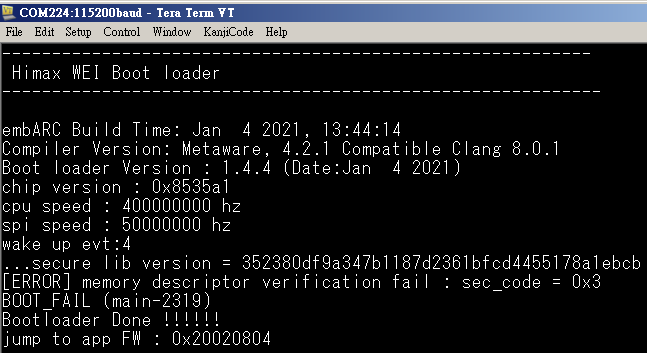 COM224:115200baud - Tera Term VT
File Edit Setup Control Window KanjiCode Help
-----------------------------------------------------------
Himax WEI Boot loader
------------------------------------------------------------
embARC Build Time: Jan  4 2021, 13:44:14
Compiler Version: Metaware, 4.2.1 Compatible Clang 8.0.1
Boot loader Version : 1.4.4 (Date:Jan  4 2021)
chip version : 0x8535a1
cpu speed : 400000000 hz
spi speed : 50000000 hz
wake up evt:4
...secure lib version = 352380df9a347b1187d2361bfcd4455178a1ebcb
[ERROR] memory descriptor verification fail : sec_code = 0x3
BOOT_FAIL (main-2319)
Bootloader Done !!!!!!
jump to app FW : 0x20020804